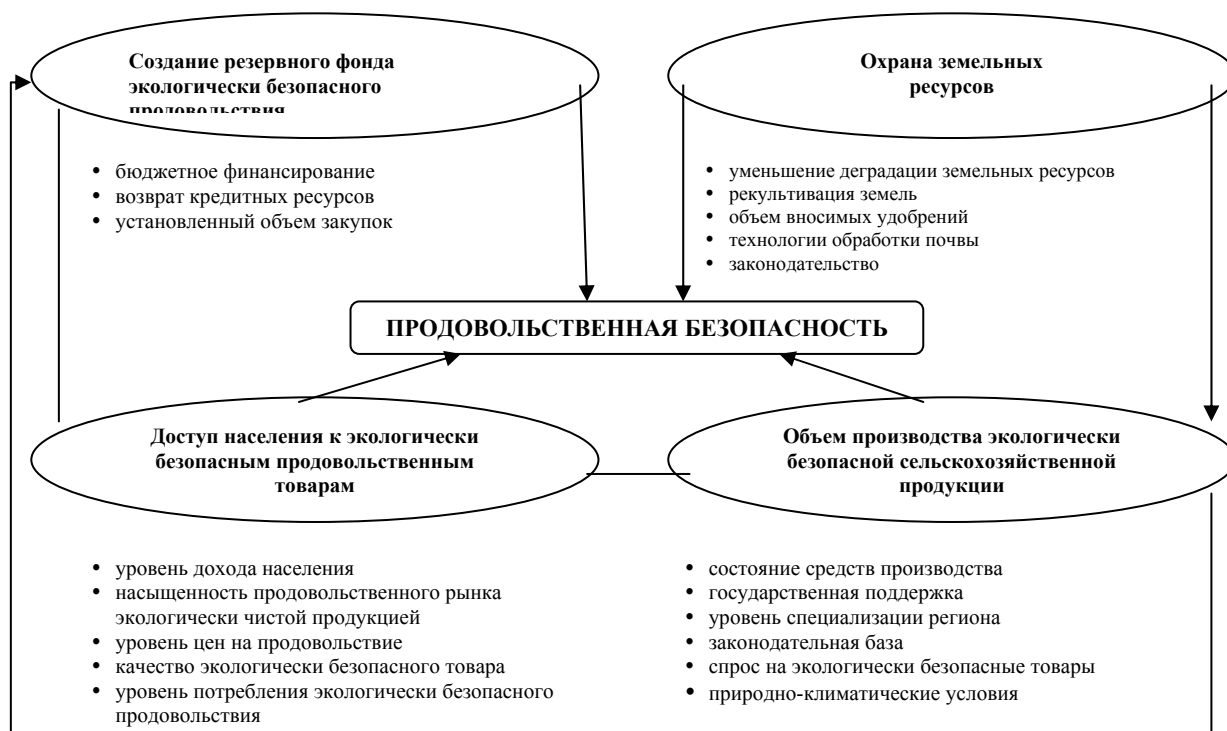 Создание резервного фонда
экологически безопасного
продовольствия
Охрана земельных
ресурсов
• бюджетное финансирование
• возврат кредитных ресурсов
• установленный объем закупок
• уменьшение деградации земельных ресурсов
• рекультивация земель
• объем вносимых удобрений
• технологии обработки почвы
• законодательство
ПРОДОВОЛЬСТВЕННАЯ БЕЗОПАСНОСТЬ
Доступ населения к экологически
безопасным продовольственным
товарам
Объем производства экологически
безопасной сельскохозяйственной
продукции
• уровень дохода населения
• насыщенность продовольственного рынка
экологически чистой продукцией
• уровень цен на продовольствие
• качество экологически безопасного товара
• уровень потребления экологически безопасного
продовольствия
• состояние средств производства
• государственная поддержка
• уровень специализации региона
• законодательная база
• спрос на экологически безопасные товары
• природно-климатические условия